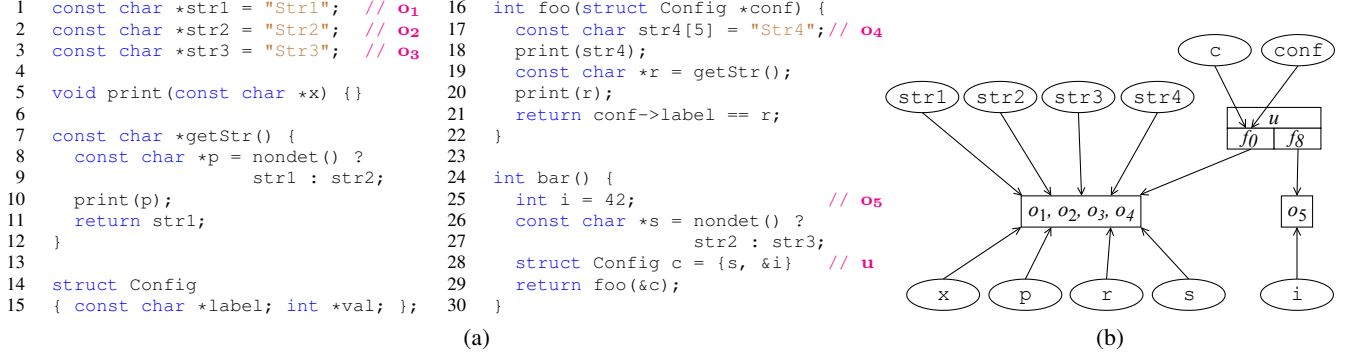 1 const char *str1 = "Str1"; // o₁
2 const char *str2 = "Str2"; // o₂
3 const char *str3 = "Str3"; // o₃
4
5 void print(const char *x) {}
6
7 const char *getStr() {
8 const char *p = nondet() ?
9 str1 : str2;
10 print(p);
11 return str1;
12 }
13
14 struct Config
15 { const char *label; int *val; };
16 int foo(struct Config *conf) {
17 const char str4[5] = "Str4";// o₄
18 print(str4);
19 const char *r = getStr();
20 print(r);
21 return conf->label == r;
22 }
23
24 int bar() {
25 int i = 42; // o₅
26 const char *s = nondet() ?
27 str2 : str3;
28 struct Config c = {s, &i} // u
29 return foo(&c);
30 }
(a)
c conf
str1 str2 str3 str4
u
f0 f8
o₁, o₂, o₃, o₄ o₅
x p r s i
(b)